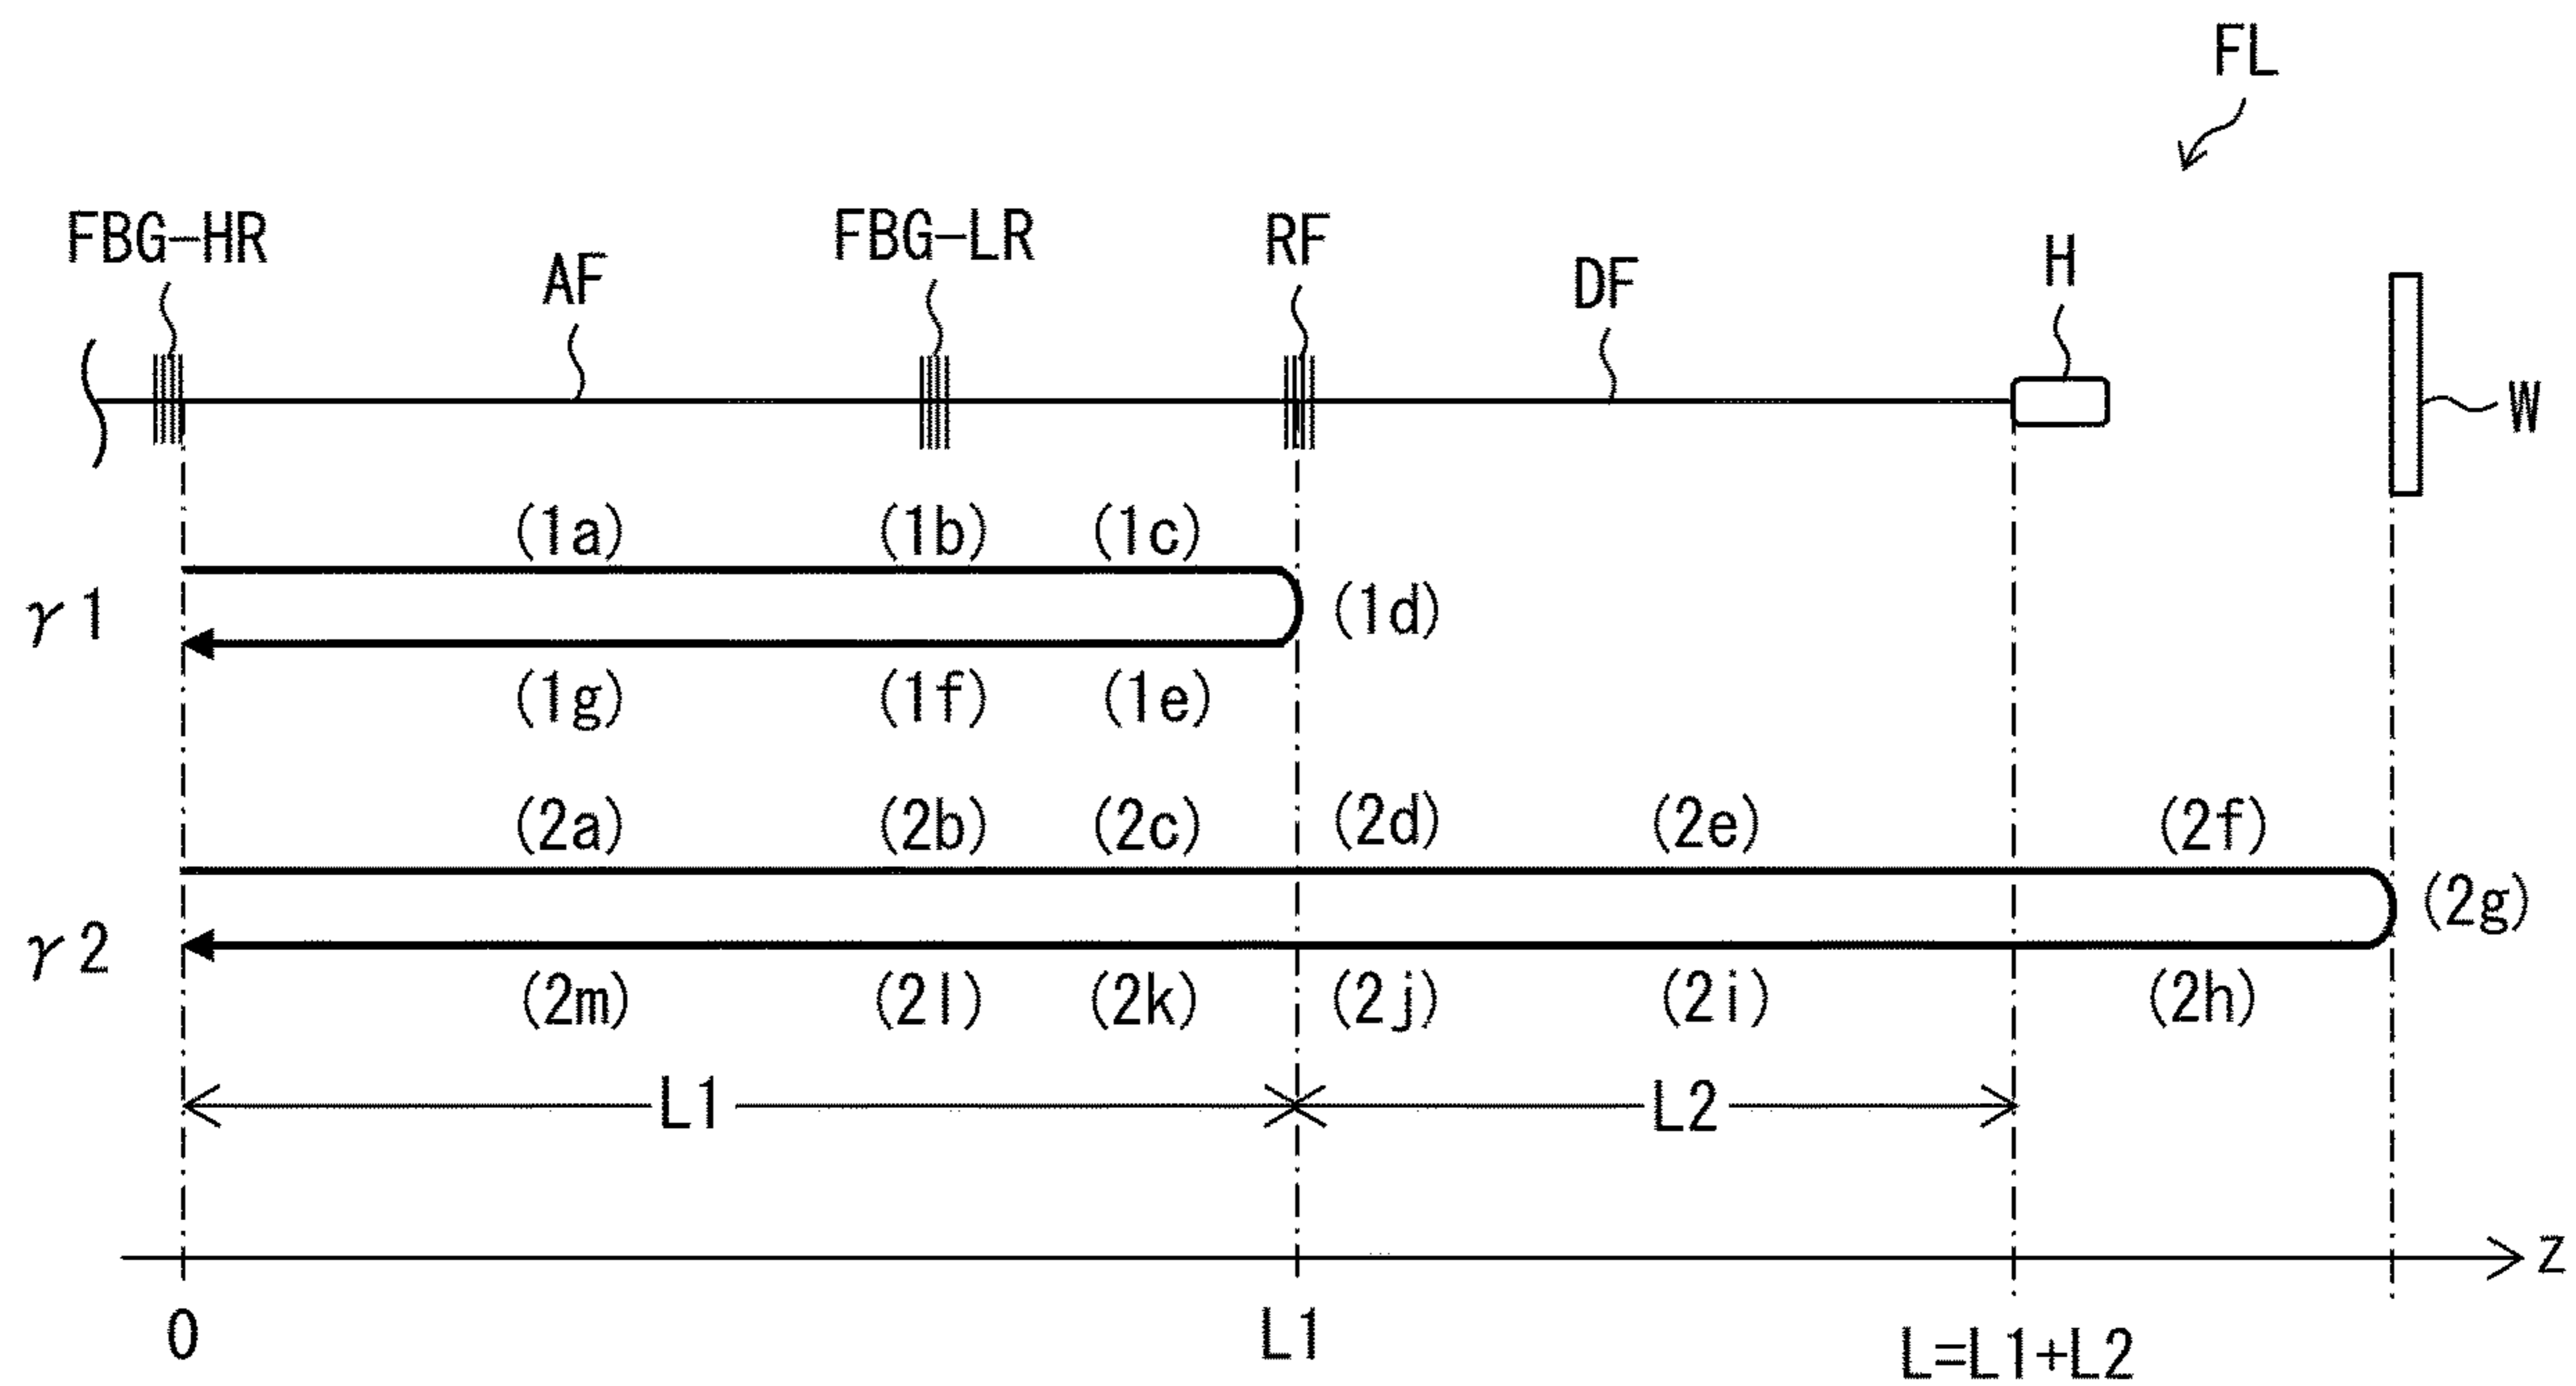 FL
FBG-HR
AF
FBG-LR
RF
DF
H
W
(1a) (1b) (1c)
γ1
(1d)
(1g) (1f) (1e)
(2a) (2b) (2c) (2d) (2e) (2f)
γ2
(2g)
(2m) (2l) (2k) (2j) (2i) (2h)
L1
L2
z
0
L1
L=L1+L2